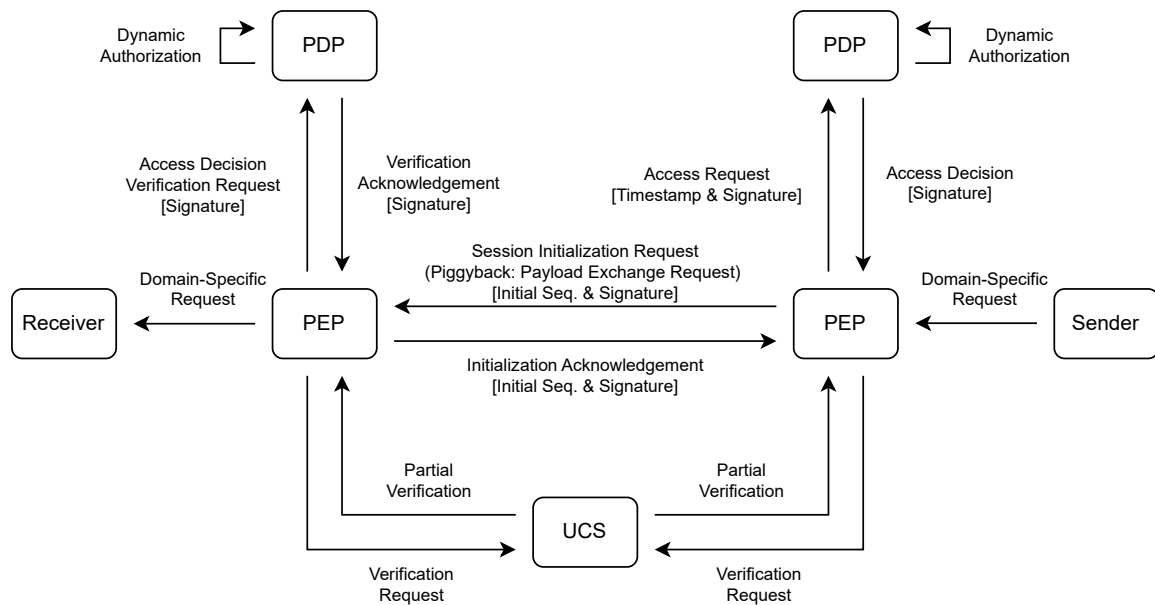 Dynamic
Authorization
PDP
PDP
Dynamic
Authorization
Access Decision
Verification Request
[Signature]
Verification
Acknowledgement
[Signature]
Access Request
[Timestamp & Signature]
Access Decision
[Signature]
Session Initialization Request
(Piggyback: Payload Exchange Request)
[Initial Seq. & Signature]
Domain-Specific
Request
Domain-Specific
Request
Receiver
PEP
PEP
Sender
Initialization Acknowledgement
[Initial Seq. & Signature]
Partial
Verification
Partial
Verification
UCS
Verification
Request
Verification
Request